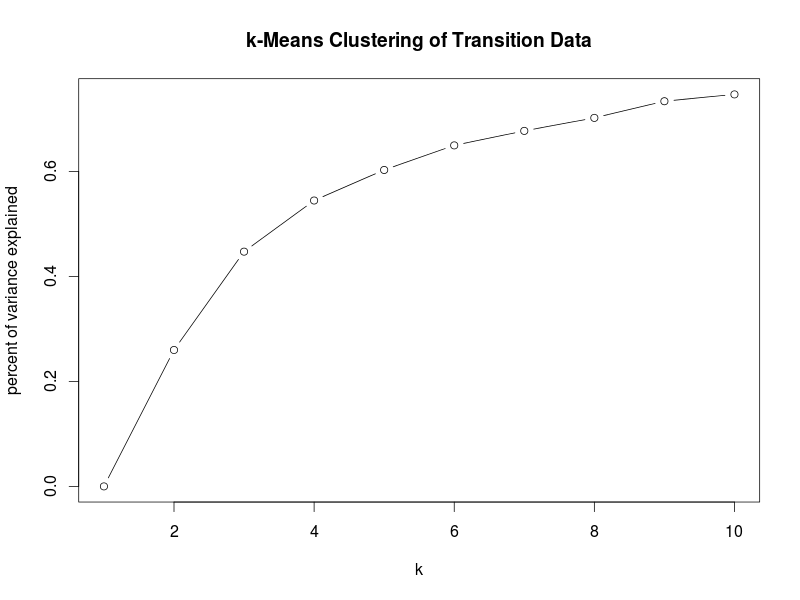 k-Means Clustering of Transition Data
percent of variance explained
0.6
0.4
0.2
0.0
2 4 6 8 10
k